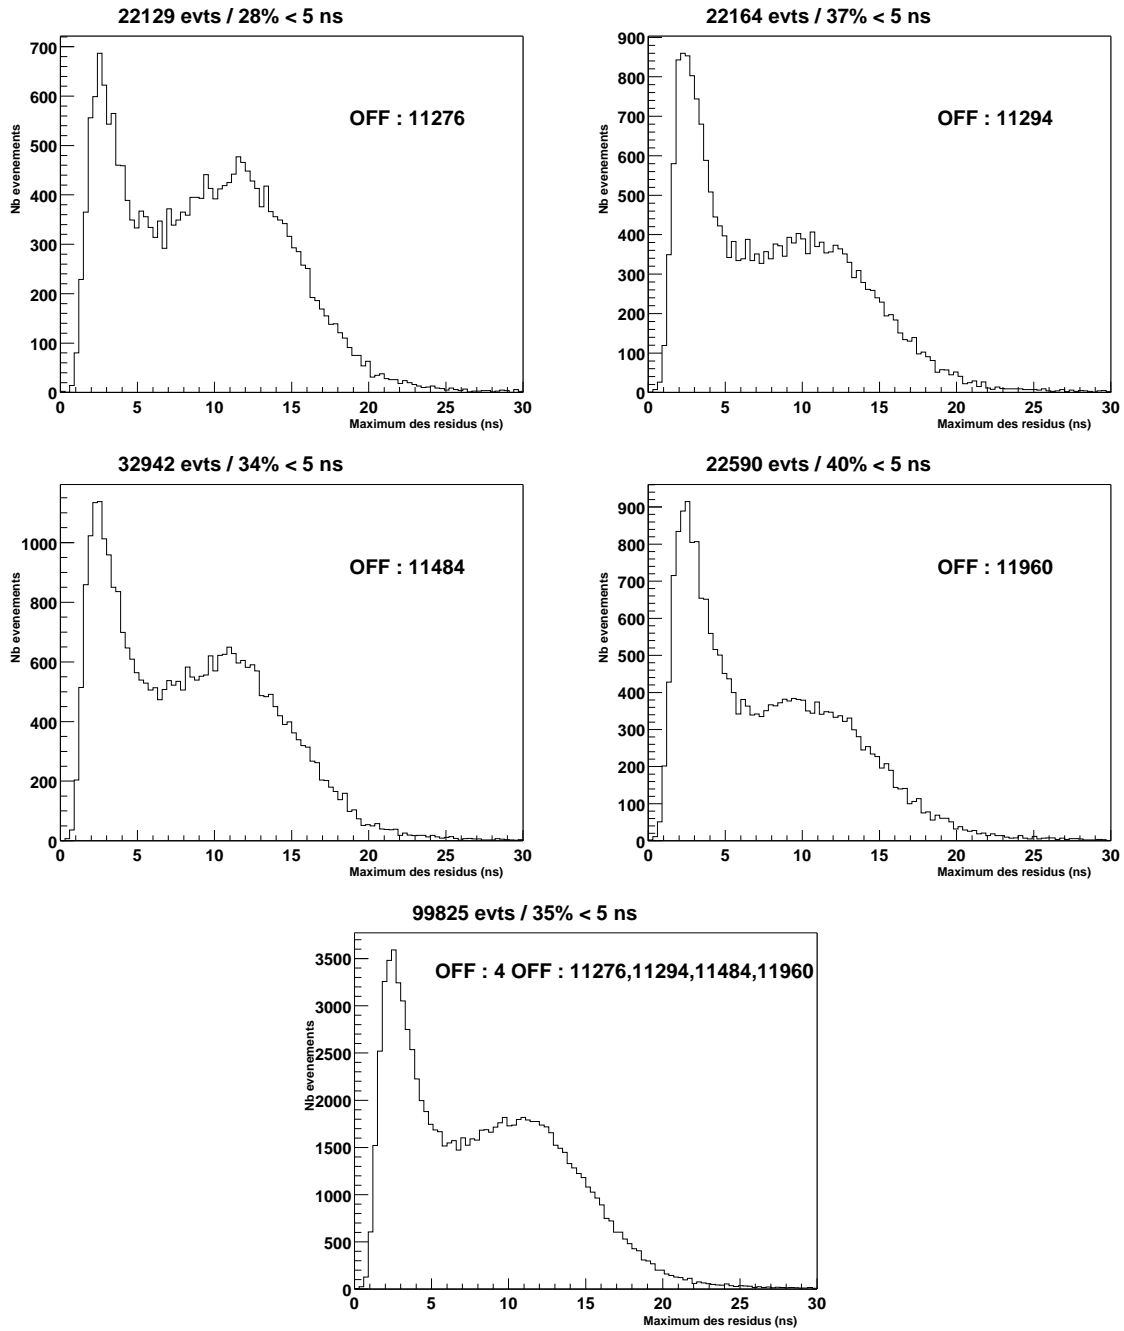 22129 evts / 28% < 5 ns
Nb evenements
700
600
500
400
300
200
100
0
OFF : 11276
0 5 10 15 20 25 30
Maximum des residus (ns)
22164 evts / 37% < 5 ns
Nb evenements
900
800
700
600
500
400
300
200
100
0
OFF : 11294
0 5 10 15 20 25 30
Maximum des residus (ns)
32942 evts / 34% < 5 ns
Nb evenements
1000
800
600
400
200
0
OFF : 11484
0 5 10 15 20 25 30
Maximum des residus (ns)
22590 evts / 40% < 5 ns
Nb evenements
900
800
700
600
500
400
300
200
100
0
OFF : 11960
0 5 10 15 20 25 30
Maximum des residus (ns)
99825 evts / 35% < 5 ns
Nb evenements
3500
3000
2500
2000
1500
1000
500
0
OFF : 4 OFF : 11276,11294,11484,11960
0 5 10 15 20 25 30
Maximum des residus (ns)